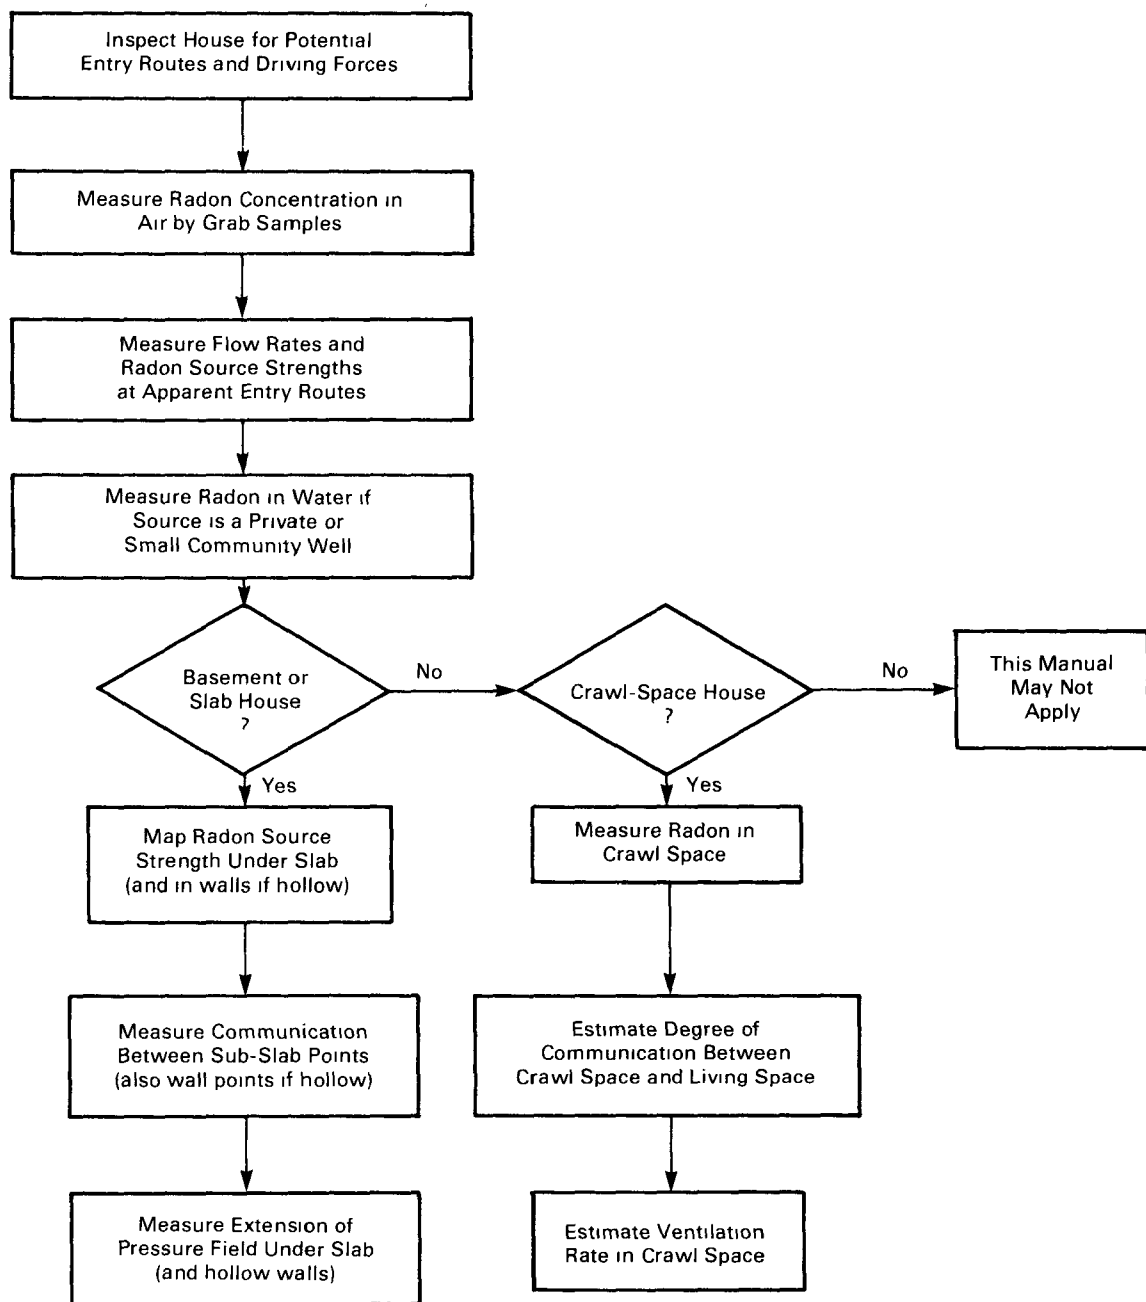 Inspect House for Potential
Entry Routes and Driving Forces
Measure Radon Concentration in
Air by Grab Samples
Measure Flow Rates and
Radon Source Strengths
at Apparent Entry Routes
Measure Radon in Water if
Source is a Private or
Small Community Well
Basement or
Slab House
?
No
Crawl-Space House
?
No
This Manual
May Not
Apply
Yes
Yes
Map Radon Source
Strength Under Slab
(and in walls if hollow)
Measure Radon in
Crawl Space
Measure Communication
Between Sub-Slab Points
(also wall points if hollow)
Estimate Degree of
Communication Between
Crawl Space and Living Space
Measure Extension of
Pressure Field Under Slab
(and hollow walls)
Estimate Ventilation
Rate in Crawl Space